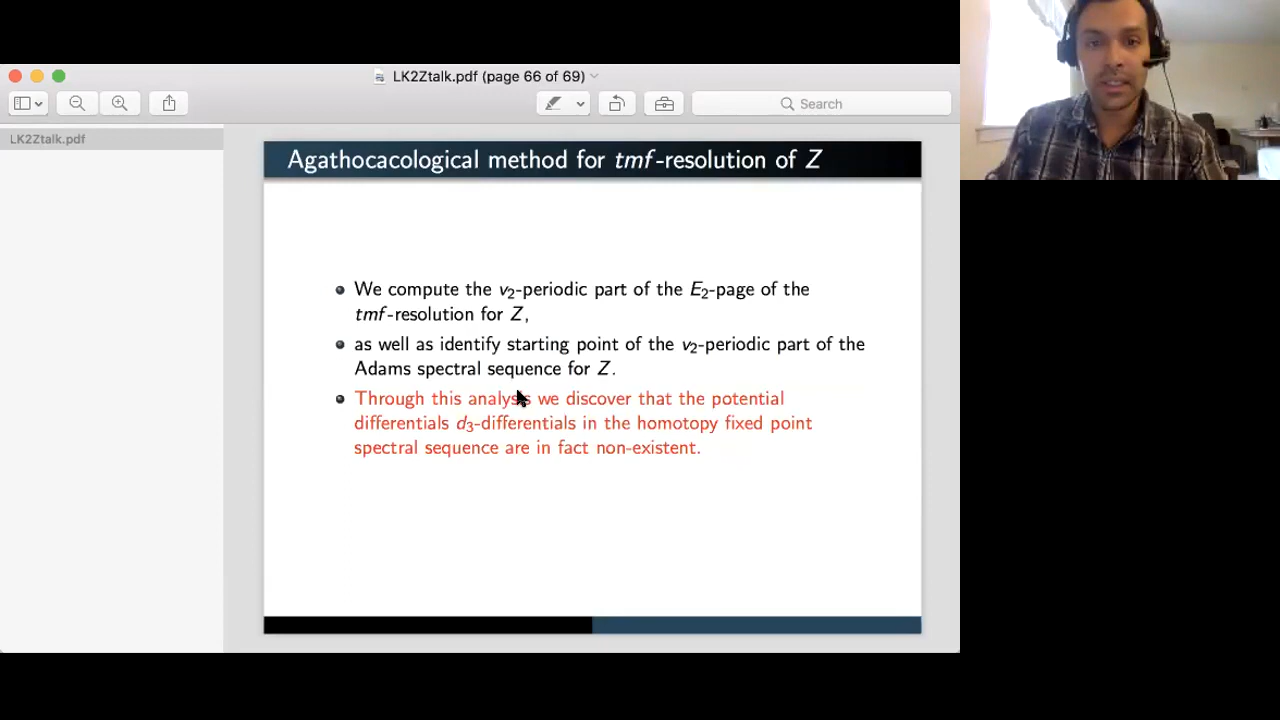 LK2Ztalk.pdf (page 66 of 69)
Search
LK2Ztalk.pdf
Agathocacological method for tmf-resolution of Z
We compute the v₂-periodic part of the E₂-page of the
tmf-resolution for Z,
as well as identify starting point of the v₂-periodic part of the
Adams spectral sequence for Z.
Through this analysis we discover that the potential
differentials d₃-differentials in the homotopy fixed point
spectral sequence are in fact non-existent.